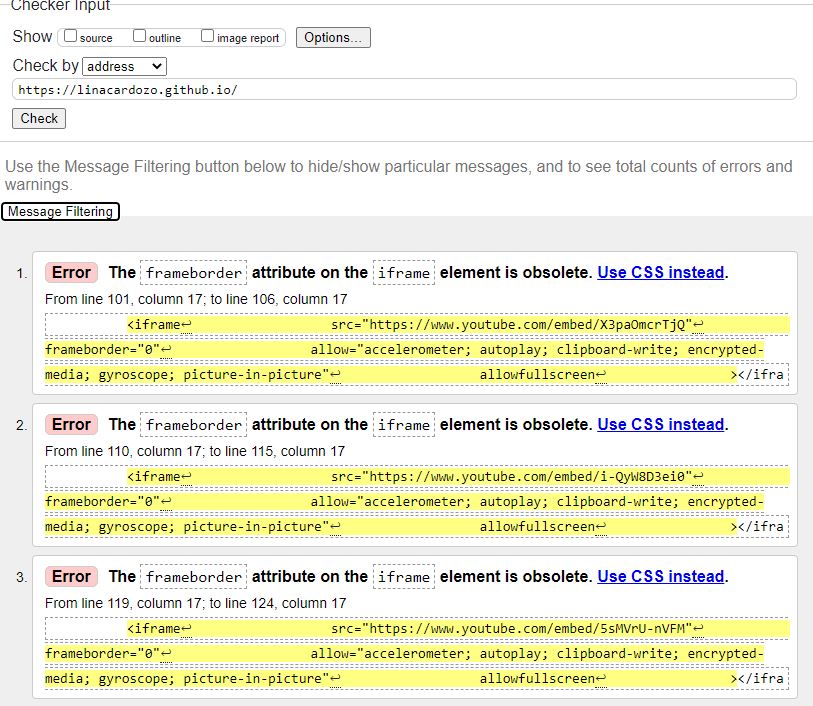 Checker Input
Show source outline image report Options...
Check by address
https://linacardozo.github.io/
Check
Use the Message Filtering button below to hide/show particular messages, and to see total counts of errors and
warnings.
Message Filtering
1. Error The frameborder attribute on the iframe element is obsolete. Use CSS instead.
From line 101, column 17; to line 106, column 17
<iframe↩ src="https://www.youtube.com/embed/X3paOmcrTjQ"↩
frameborder="0"↩ allow="accelerometer; autoplay; clipboard-write; encrypted-
media; gyroscope; picture-in-picture"↩ allowfullscreen↩ ></ifra
2. Error The frameborder attribute on the iframe element is obsolete. Use CSS instead.
From line 110, column 17; to line 115, column 17
<iframe↩ src="https://www.youtube.com/embed/i-QyW8D3ei0"↩
frameborder="0"↩ allow="accelerometer; autoplay; clipboard-write; encrypted-
media; gyroscope; picture-in-picture"↩ allowfullscreen↩ ></ifra
3. Error The frameborder attribute on the iframe element is obsolete. Use CSS instead.
From line 119, column 17; to line 124, column 17
<iframe↩ src="https://www.youtube.com/embed/5sMVrU-nVFM"↩
frameborder="0"↩ allow="accelerometer; autoplay; clipboard-write; encrypted-
media; gyroscope; picture-in-picture"↩ allowfullscreen↩ ></ifra